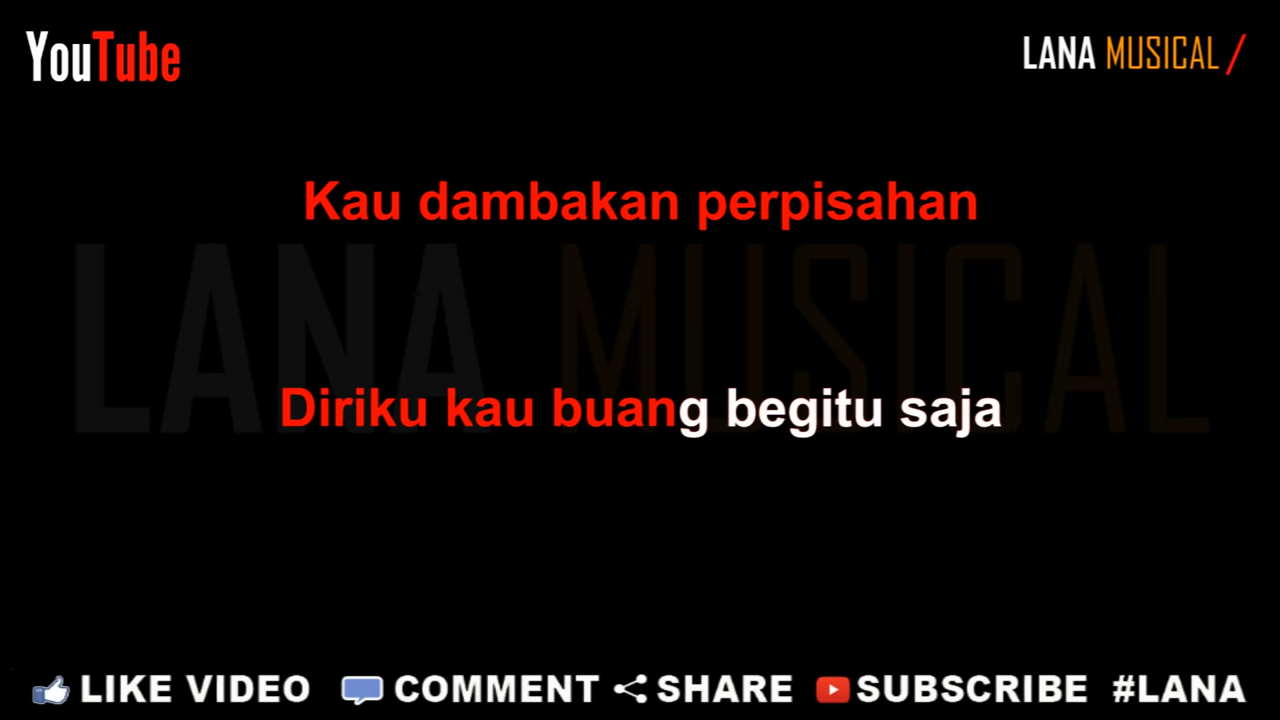 YouTube
LANA MUSICAL /
Kau dambakan perpisahan
LANA MUSICAL
Diriku kau buang begitu saja
LIKE VIDEO COMMENT SHARE SUBSCRIBE #LANA